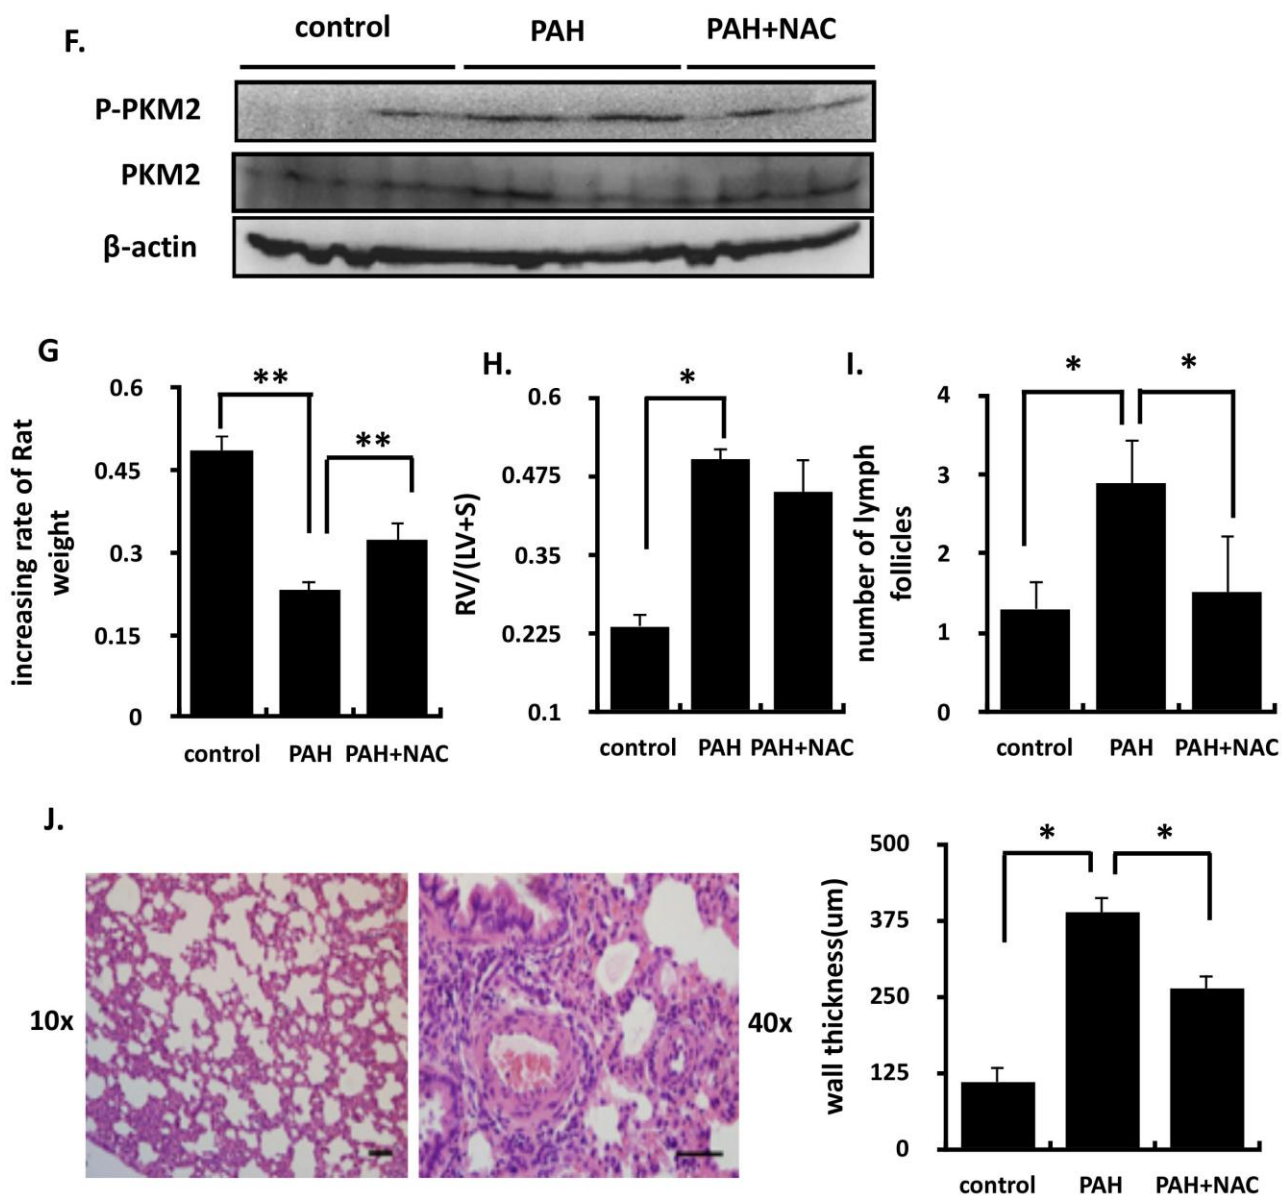 F.
control PAH PAH+NAC
P-PKM2
PKM2
β-actin
G
increasing rate of Rat
weight
0.6
0.45
0.3
0.15
0
** **
control PAH PAH+NAC
H.
RV/(LV+S)
0.6
0.475
0.35
0.225
0.1
*
control PAH PAH+NAC
I.
number of lymph
follicles
4
3
2
1
0
* *
control PAH PAH+NAC
J.
10x
40x
wall thickness(um)
500
375
250
125
0
* *
control PAH PAH+NAC